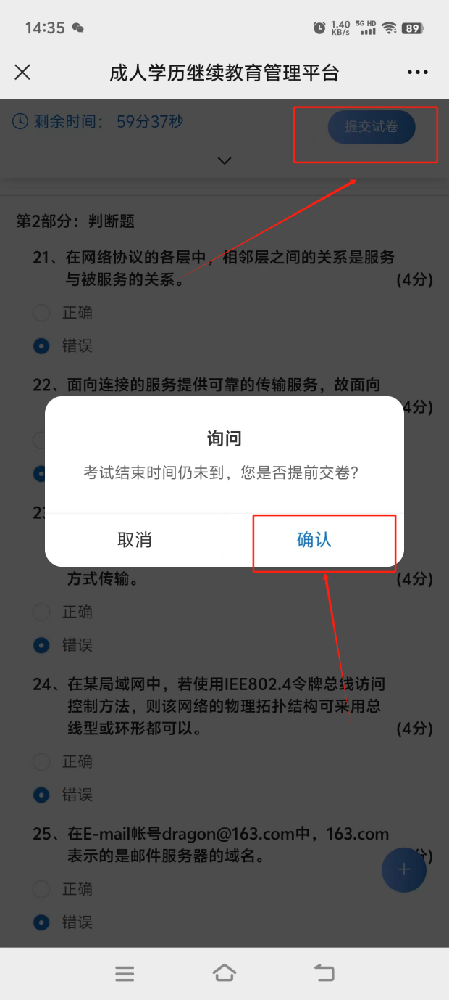 14:35
1.40 KB/s 5G HD 89
成人学历继续教育管理平台
剩余时间： 59分37秒
提交试卷
第2部分：判断题
21、在网络协议的各层中，相邻层之间的关系是服务
与被服务的关系。 (4分)
正确
错误
22、面向连接的服务提供可靠的传输服务，故面向
4分)
询问
考试结束时间仍未到，您是否提前交卷？
23
取消 确认
方式传输。 (4分)
正确
错误
24、在某局域网中，若使用IEE802.4令牌总线访问
控制方法，则该网络的物理拓扑结构可采用总
线型或环形都可以。 (4分)
正确
错误
25、在E-mail帐号dragon@163.com中，163.com
表示的是邮件服务器的域名。 分)
正确
错误